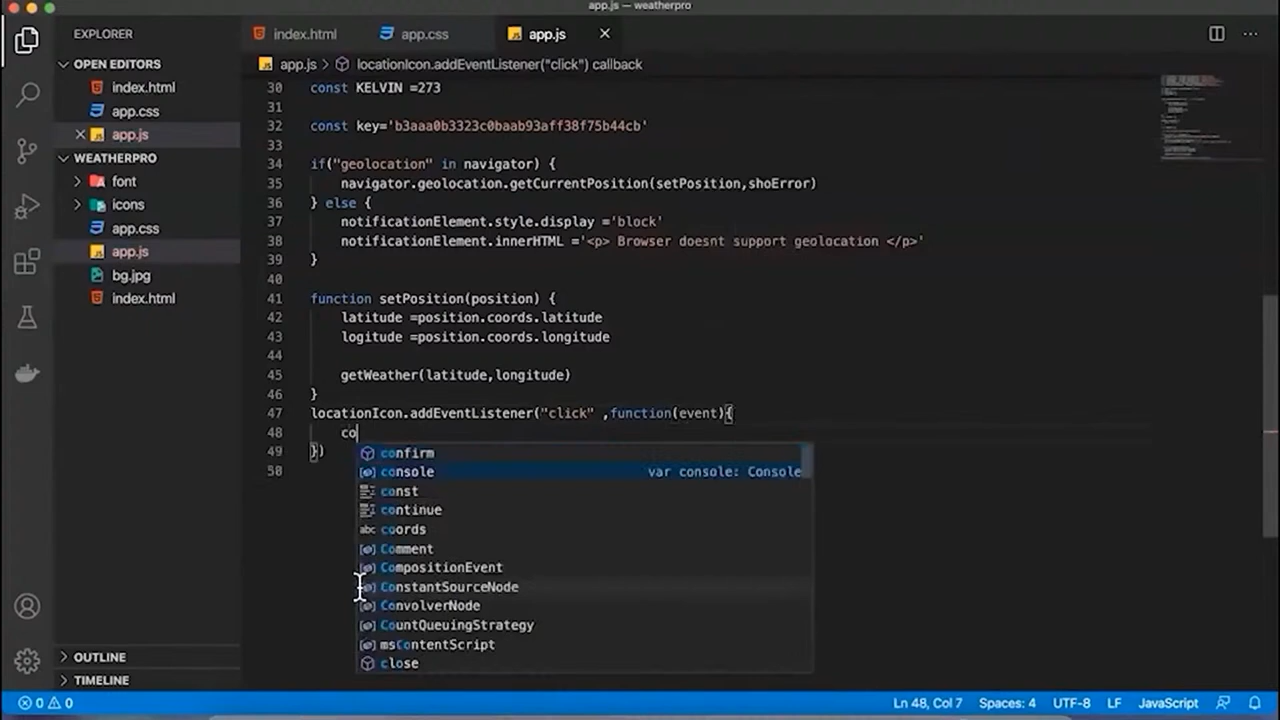 app.js — weatherpro
EXPLORER
index.html
app.css
app.js
OPEN EDITORS
app.js > locationIcon.addEventListener("click") callback
index.html
app.css
app.js
WEATHERPRO
font
icons
app.css
app.js
bg.jpg
index.html
OUTLINE
TIMELINE
30 const KELVIN =273
31
32
33
34 if("geolocation" in navigator) {
35 navigator.geolocation.getCurrentPosition(setPosition,shoError)
36 } else {
37 notificationElement.style.display ='block'
38 notificationElement.innerHTML ='<p> Browser doesnt support geolocation </p>'
39 }
40
41 function setPosition(position) {
42 latitude =position.coords.latitude
43 logitude =position.coords.longitude
44
45 getWeather(latitude,longitude)
46 }
47 locationIcon.addEventListener("click" ,function(event){
48 co
49 })
50
confirm
console var console: Console
const
continue
coords
Comment
CompositionEvent
ConstantSourceNode
ConvolverNode
CountQueuingStrategy
msContentScript
close
0 0
Ln 48, Col 7
Spaces: 4
UTF-8
LF
JavaScript